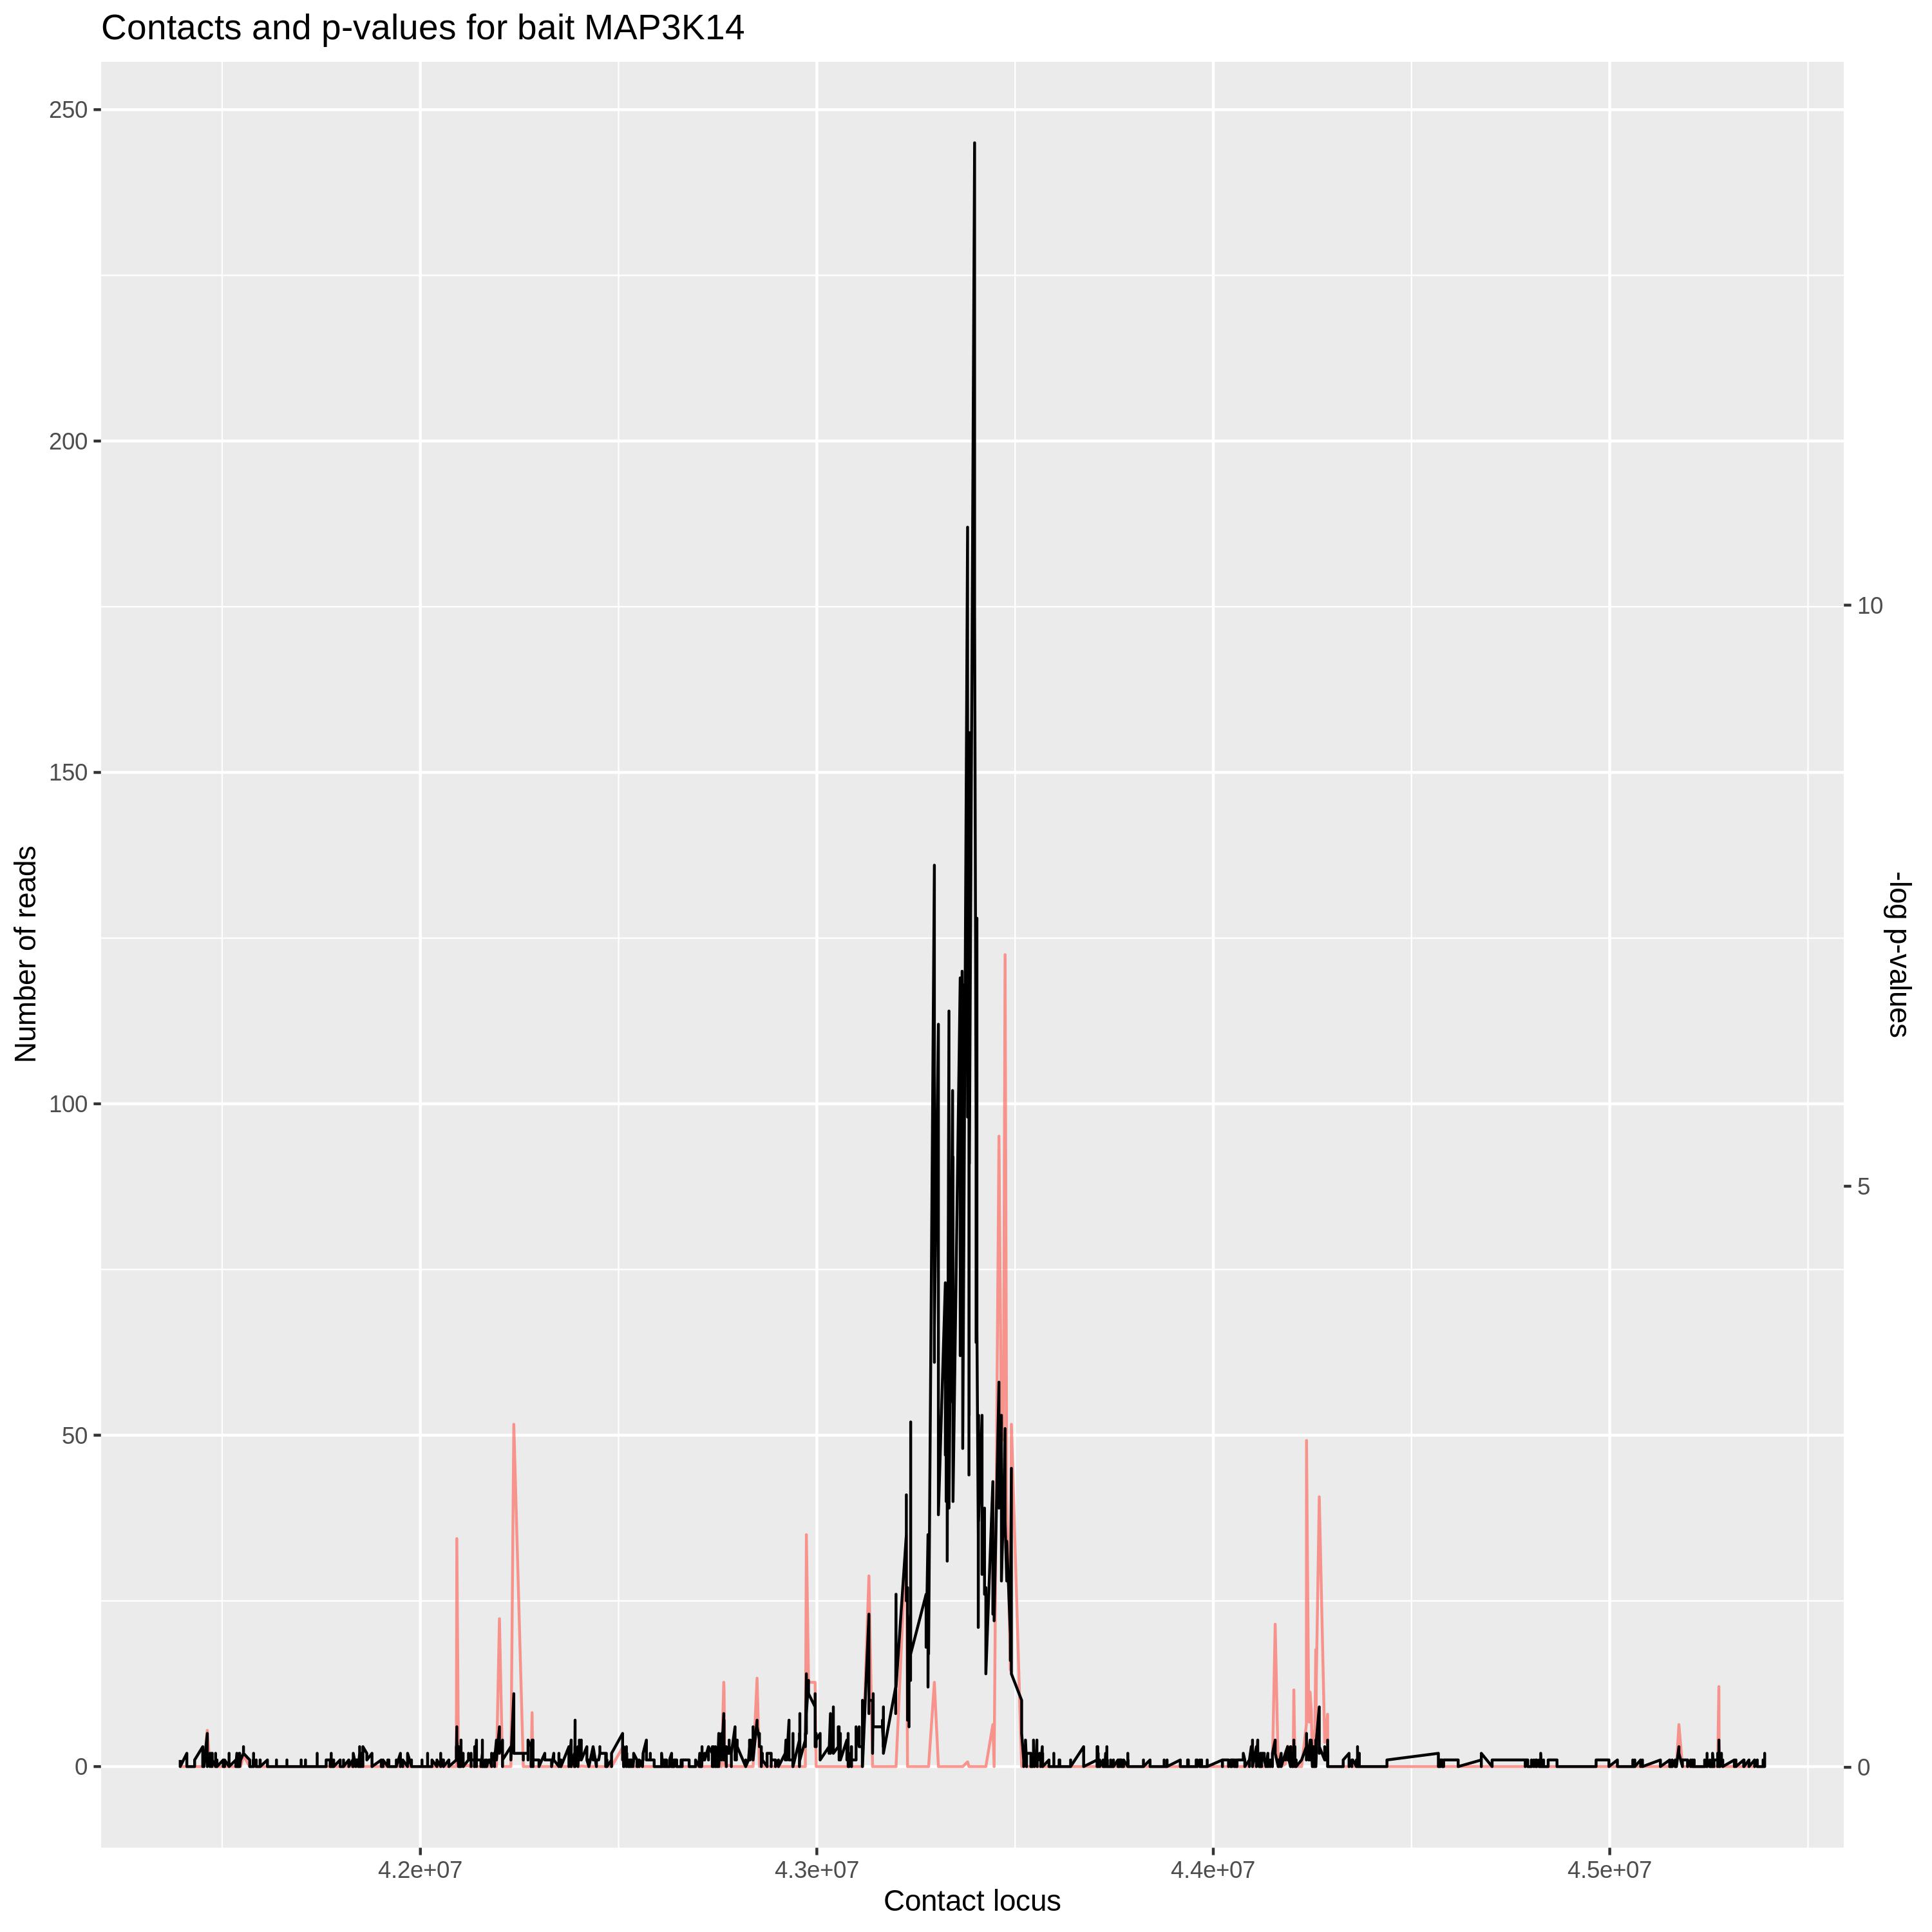 Contacts and p-values for bait MAP3K14
250
200
150
100
50
0
Number of reads
10
5
0
-log p-values
4.2e+07
4.3e+07
4.4e+07
4.5e+07
Contact locus